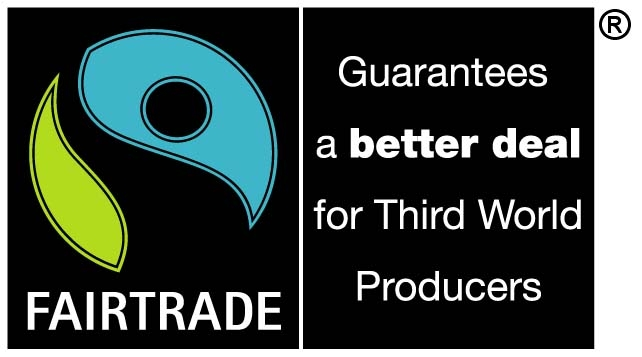 FAIRTRADE
Guarantees
a better deal
for Third World
Producers
®